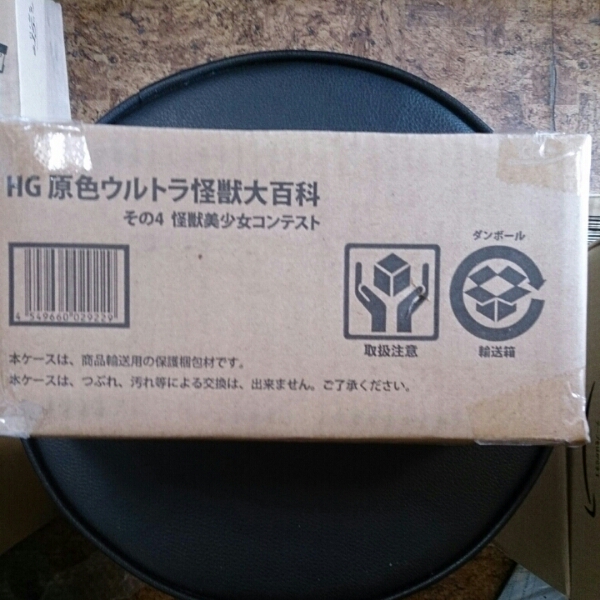 HG 原色ウルトラ怪獣大百科
その4 怪獣美少女コンテスト
4 549660 029229
ダンボール
取扱注意
輸送箱
本ケースは、商品輸送用の保護梱包材です。
本ケースは、つぶれ、汚れ等による交換は、出来ません。ご了承ください。